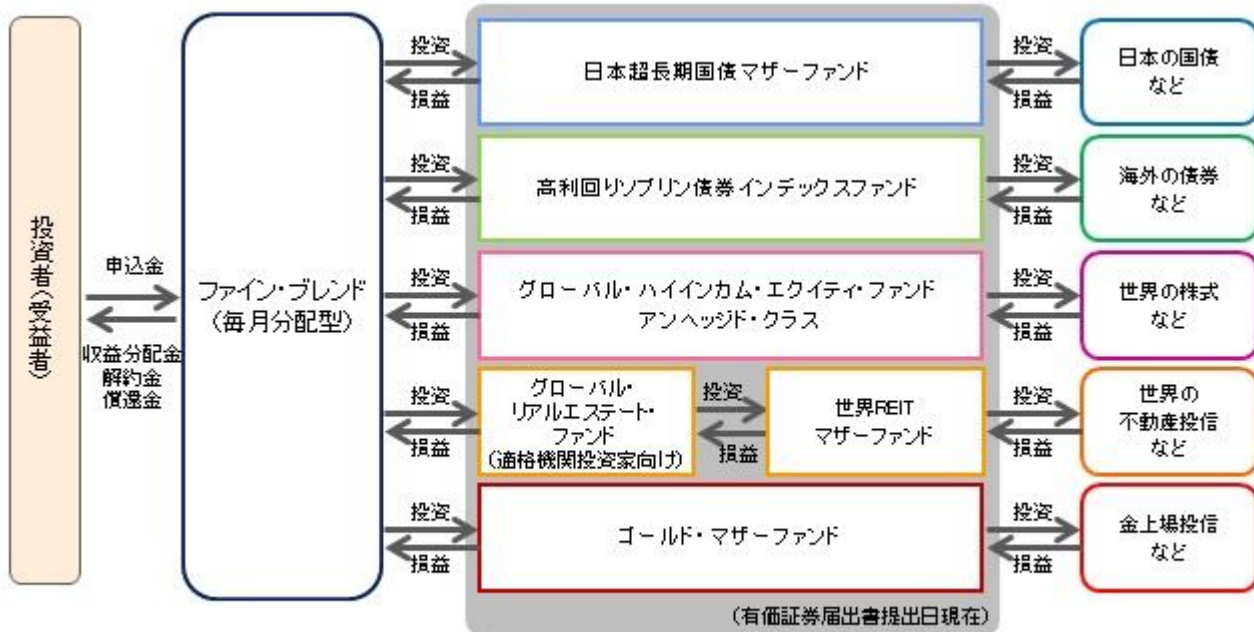 投資者(受益者)
申込金
収益分配金
解約金
償還金
ファイン・ブレンド
(毎月分配型)
投資
損益
日本超長期国債マザーファンド
投資
損益
日本の国債
など
投資
損益
高利回りソブリン債券インデックスファンド
投資
損益
海外の債券
など
投資
損益
グローバル・ハイインカム・エクイティ・ファンド
アンヘッジド・クラス
投資
損益
世界の株式
など
投資
損益
グローバル・
リアルエステート・
ファンド
(適格機関投資家向け)
投資
損益
世界REIT
マザーファンド
投資
損益
世界の
不動産投信
など
投資
損益
ゴールド・マザーファンド
投資
損益
金上場投信
など
(有価証券届出書提出日現在)